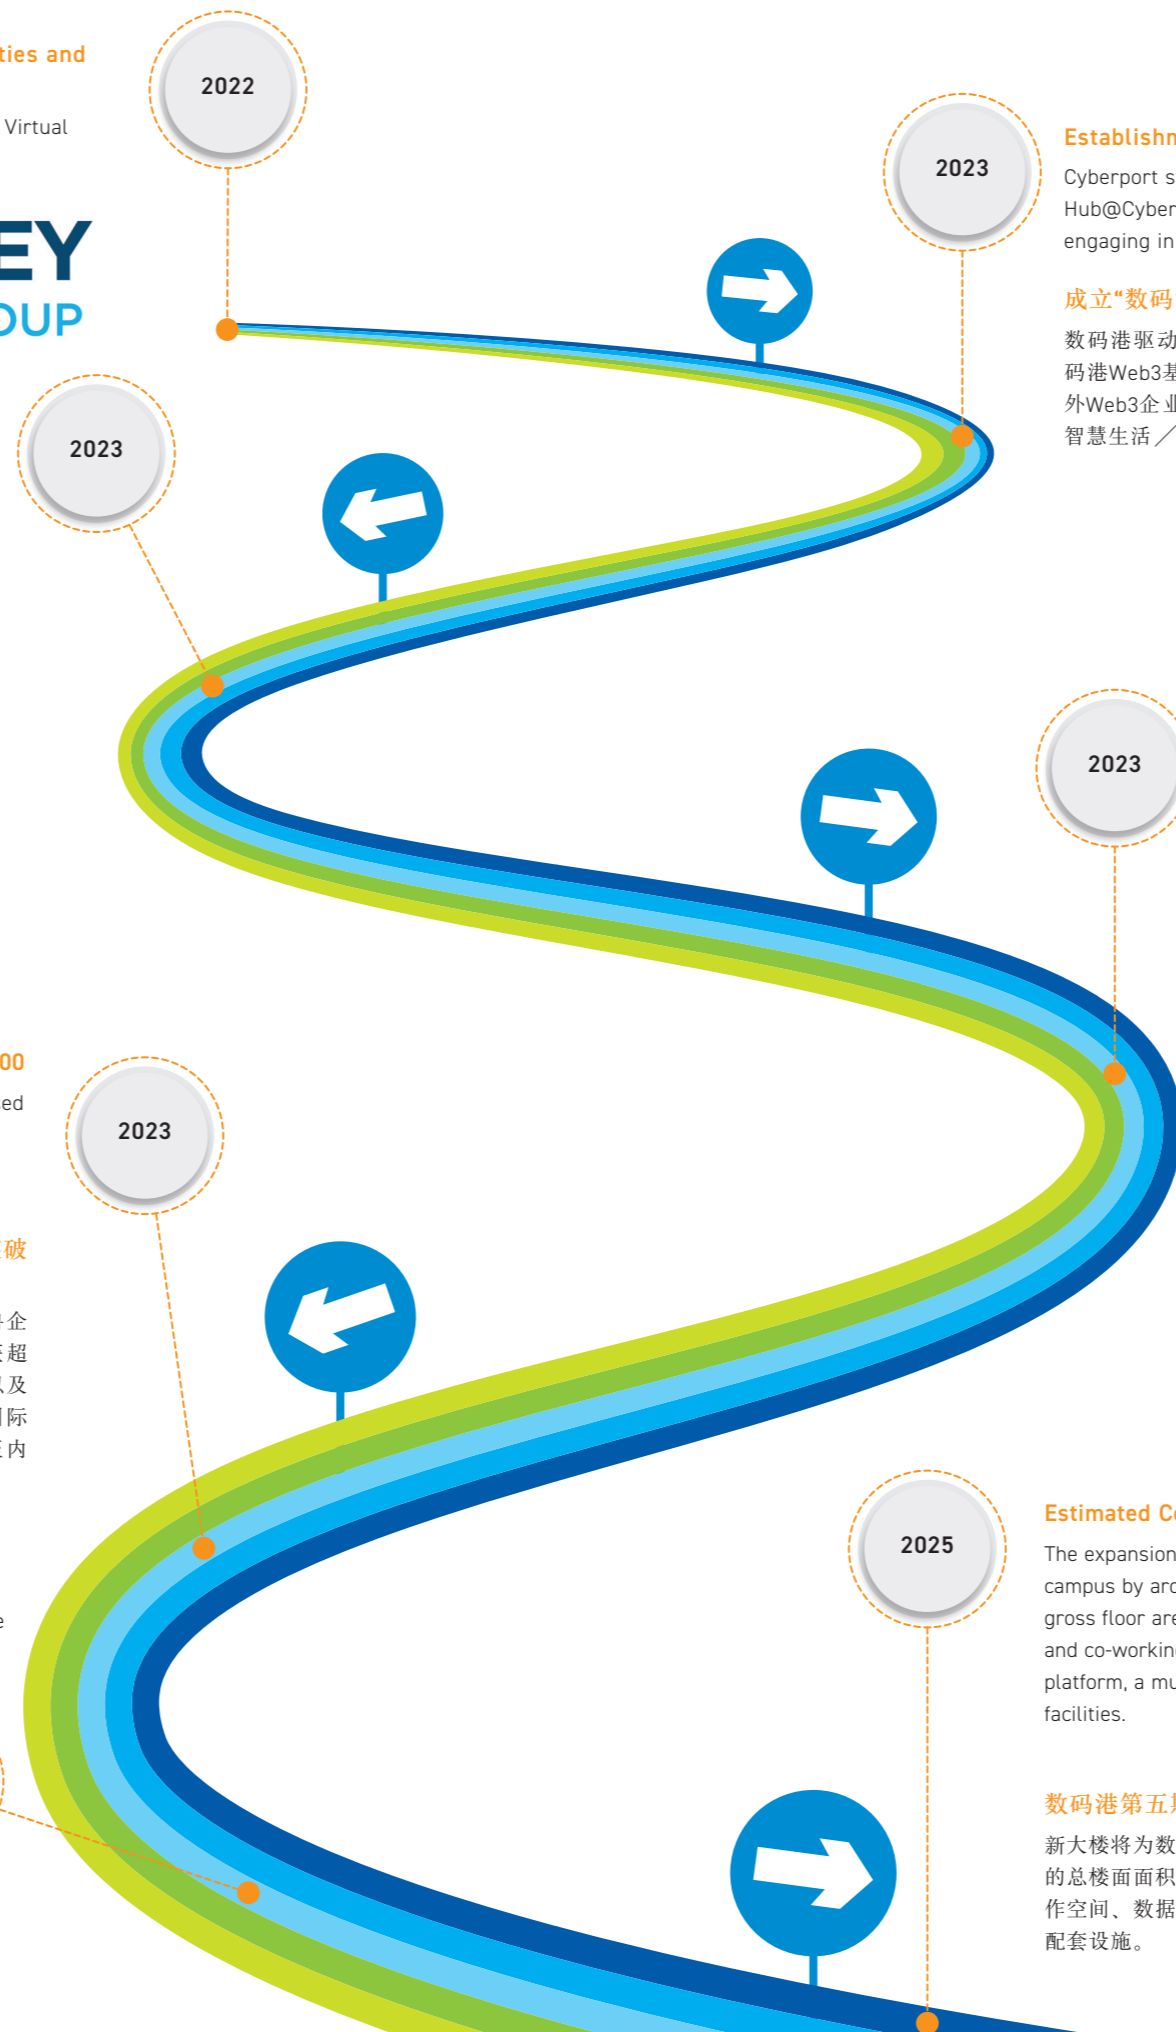 ties and
Virtual
2022
EY
OUP
2023
Cyberport s
Hub@Cyber
engaging in
成立“数码
数码港驱动
码港Web3基
外Web3企业
智慧生活／
2023
2023
00
ed
2023
破
企
超
及
际
内
e
2025
Estimated C
The expansion
campus by arc
gross floor are
and co-working
platform, a mu
facilities.
数码港第五期
新大楼将为数
的总楼面面积
作空间、数据
配套设施。